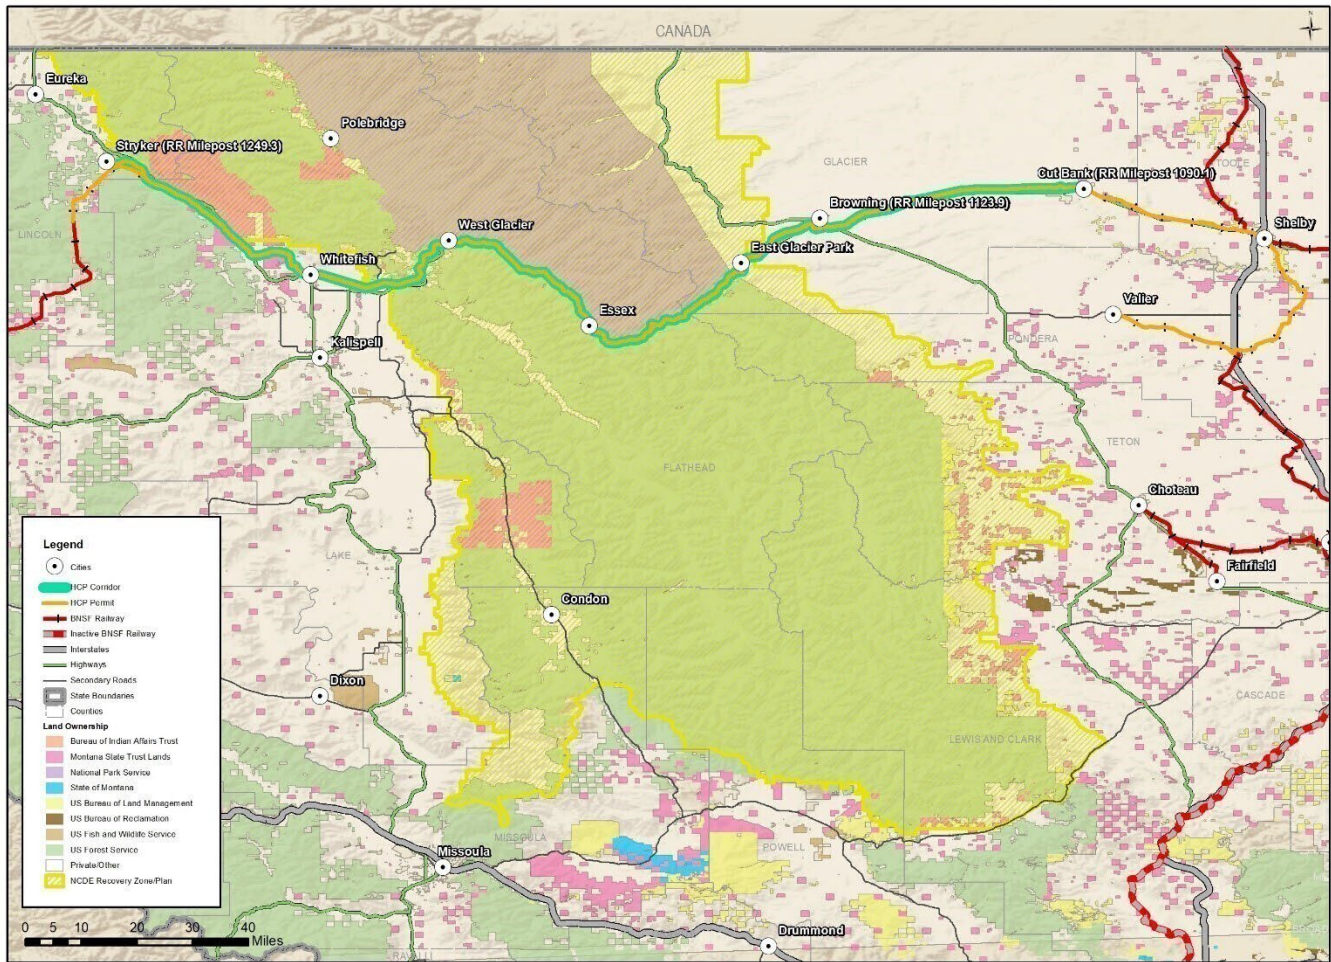 N
CANADA
Eureka
Polebridge
Stryker (RR Milepost 1249.3)
GLACIER
TOOLE
Cut Bank (RR Milepost 1090.1)
Browning (RR Milepost 1123.9)
LINCOLN
West Glacier
Shelby
East Glacier Park
Whitefish
Essex
Valier
PONDERA
Kalispell
TETON
FLATHEAD
Choteau
LAKE
Fairfield
Condon
Dixon
CASCADE
LEWIS AND CLARK
MISSOULA
POWELL
Missoula
Drummond
RAVALLI
Legend
Cities
HCP Corridor
HCP Permit
BNSF Railway
Inactive BNSF Railway
Interstates
Highways
Secondary Roads
State Boundaries
Counties
Land Ownership
Bureau of Indian Affairs Trust
Montana State Trust Lands
National Park Service
State of Montana
US Bureau of Land Management
US Bureau of Reclamation
US Fish and Wildlife Service
US Forest Service
Private/Other
NCDE Recovery Zone/Plan
0 5 10 20 30 40
Miles